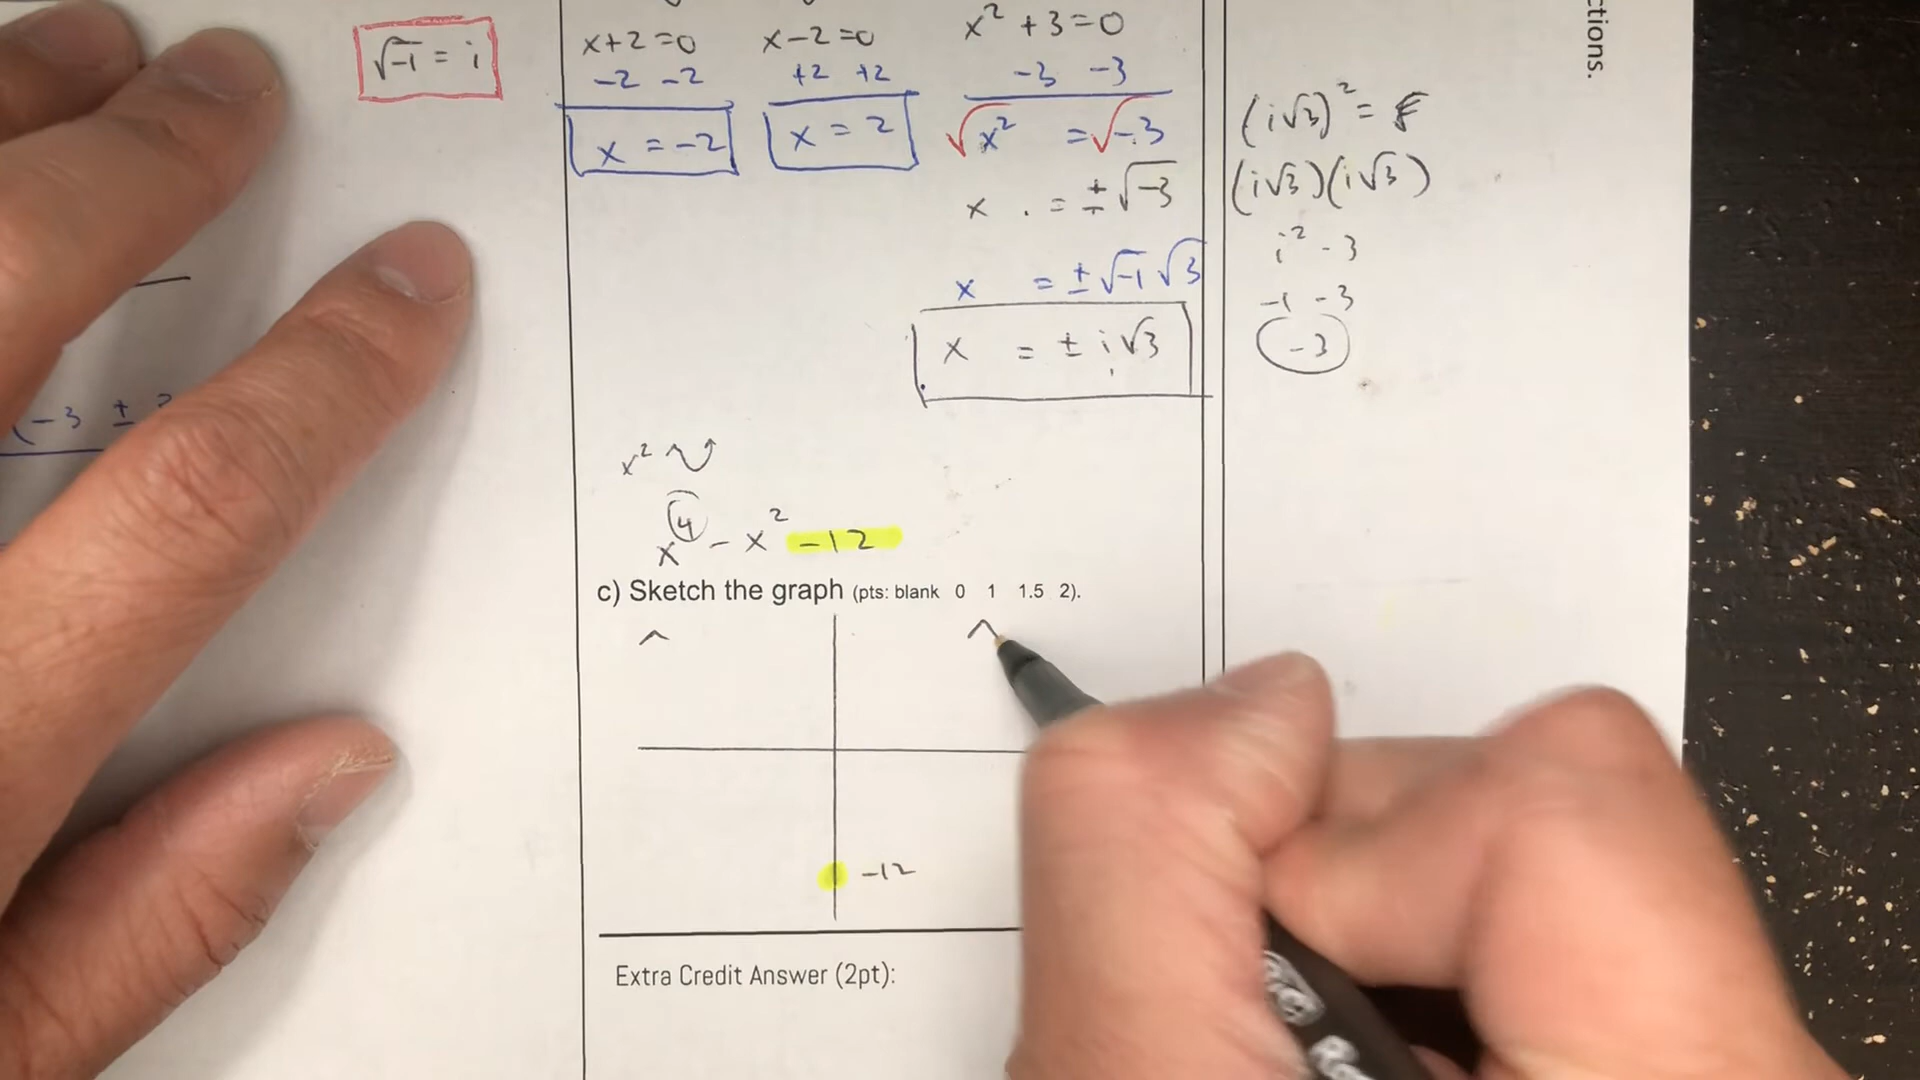 √-1 = i
x+2=0
-2 -2
x = -2
x-2=0
+2 +2
x = 2
x² +3=0
-3 -3
√x² =√-3
x = ±√-3
x = ±√-1 √3
x = ± i√3
(i√3)² =
(i√3)(i√3)
i² · 3
-1 · 3
-3
ctions.
(-3 ±
x²
x⁴ - x² -12
c) Sketch the graph (pts: blank 0 1 1.5 2).
-12
Extra Credit Answer (2pt):